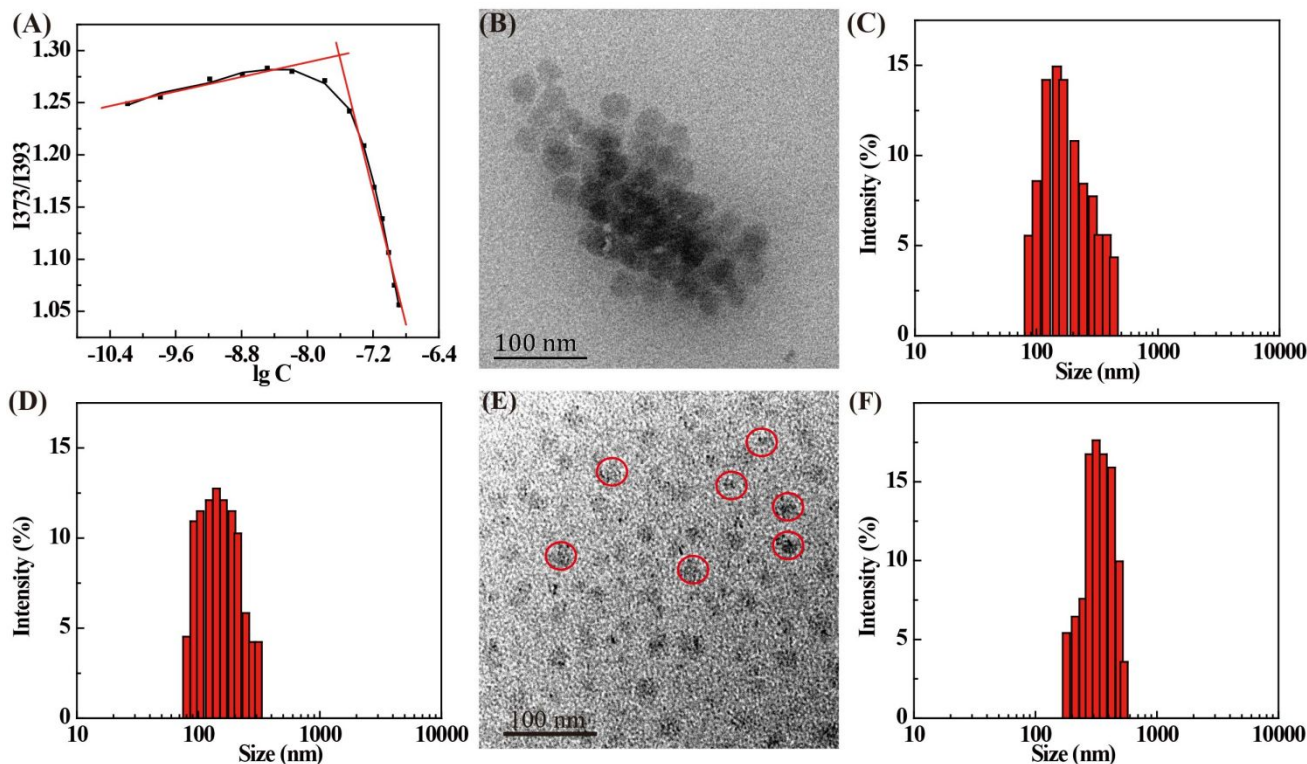 (A)
1.30
1.25
1.20
1.15
1.10
1.05
I373/I393
-10.4 -9.6 -8.8 -8.0 -7.2 -6.4
lg C
(B)
100 nm
(C)
15
10
5
0
Intensity (%)
10 100 1000 10000
Size (nm)
(D)
15
10
5
0
Intensity (%)
10 100 1000 10000
Size (nm)
(E)
100 nm
(F)
15
10
5
0
Intensity (%)
10 100 1000 10000
Size (nm)